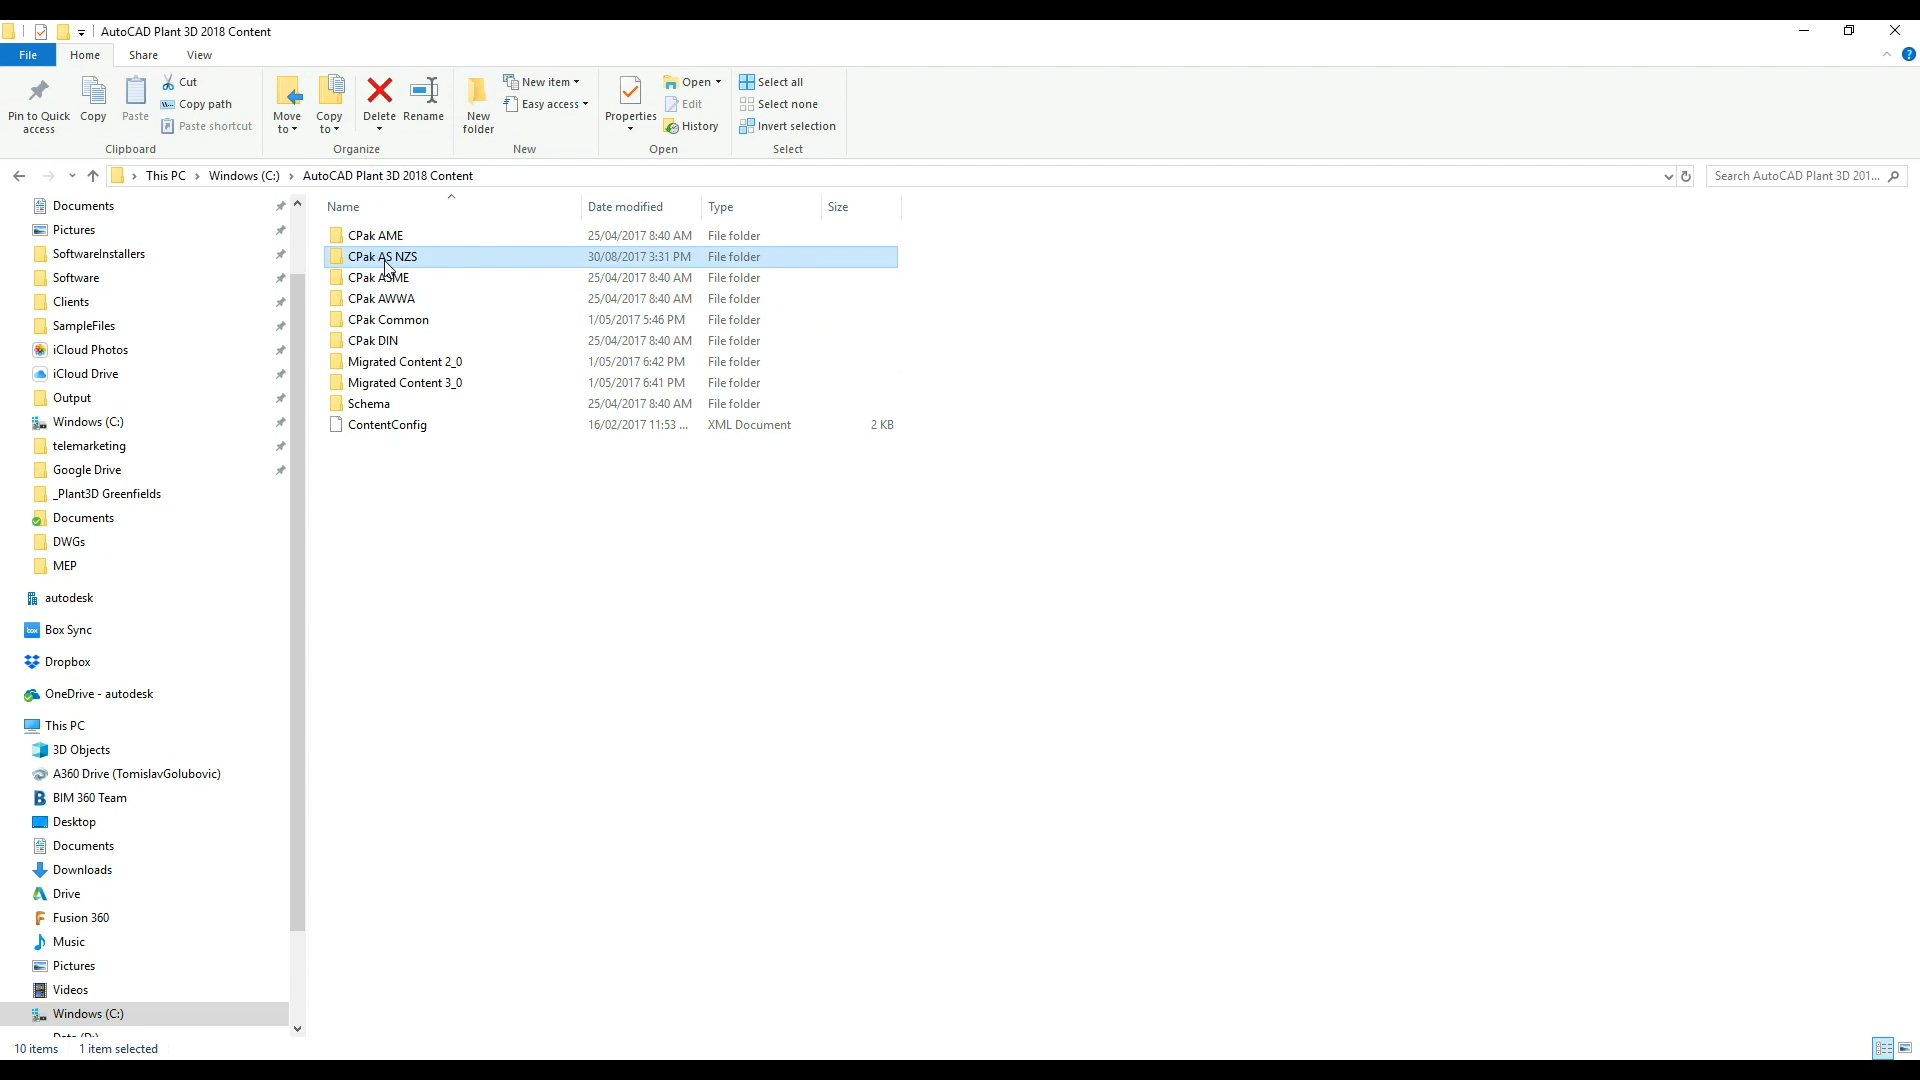 AutoCAD Plant 3D 2018 Content
File Home Share View
Pin to Quick access
Copy
Paste
Cut
Copy path
Paste shortcut
Clipboard
Move to
Copy to
Delete
Rename
Organize
New folder
New item
Easy access
New
Properties
Open
Edit
History
Open
Select all
Select none
Invert selection
Select
This PC Windows (C:) AutoCAD Plant 3D 2018 Content
Search AutoCAD Plant 3D 201...
Documents
Pictures
SoftwareInstallers
Software
Clients
SampleFiles
iCloud Photos
iCloud Drive
Output
Windows (C:)
telemarketing
Google Drive
_Plant3D Greenfields
Documents
DWGs
MEP
autodesk
Box Sync
Dropbox
OneDrive - autodesk
This PC
3D Objects
A360 Drive (TomislavGolubovic)
BIM 360 Team
Desktop
Documents
Downloads
Drive
Fusion 360
Music
Pictures
Videos
Windows (C:)
Name Date modified Type Size
CPak AME 25/04/2017 8:40 AM File folder
CPak AS NZS 30/08/2017 3:31 PM File folder
CPak ASME 25/04/2017 8:40 AM File folder
CPak AWWA 25/04/2017 8:40 AM File folder
CPak Common 1/05/2017 5:46 PM File folder
CPak DIN 25/04/2017 8:40 AM File folder
Migrated Content 2_0 1/05/2017 6:42 PM File folder
Migrated Content 3_0 1/05/2017 6:41 PM File folder
Schema 25/04/2017 8:40 AM File folder
ContentConfig 16/02/2017 11:53 ... XML Document 2 KB
10 items 1 item selected